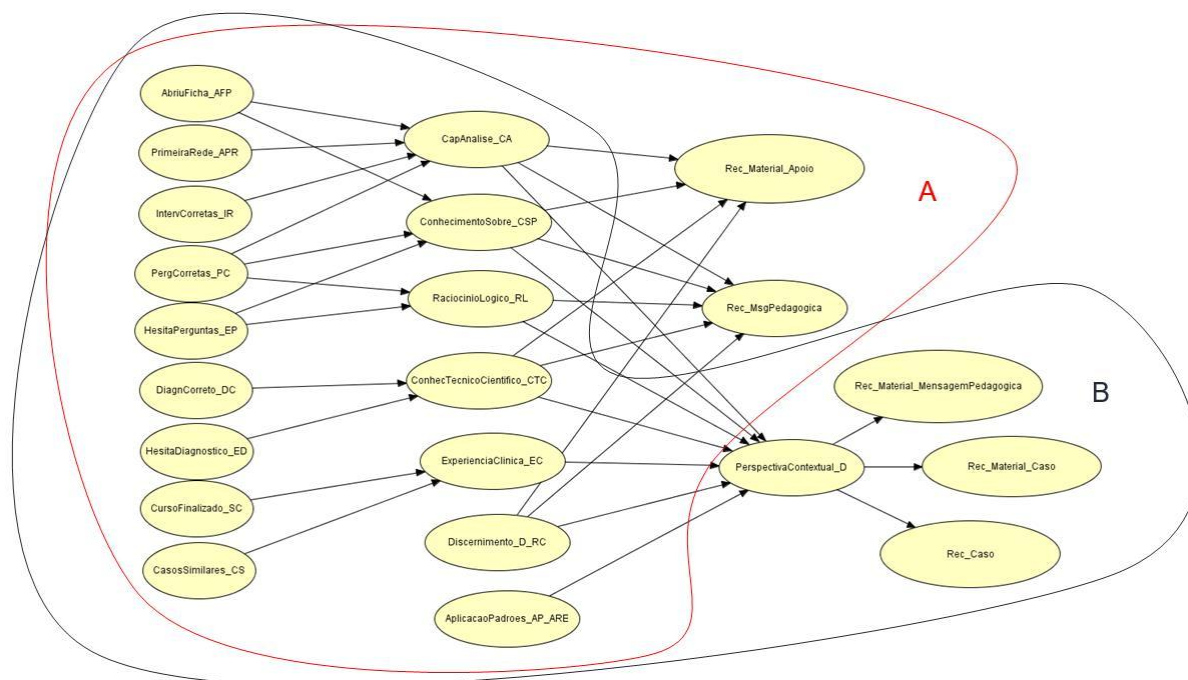 AbriuFicha_AFP
PrimeiraRede_APR
IntervCorretas_IR
PergCorretas_PC
HesitaPerguntas_EP
DiagnCorreto_DC
HesitaDiagnostico_ED
CursoFinalizado_SC
CasosSimilares_CS
CapAnalise_CA
ConhecimentoSobre_CSP
RaciocinioLogico_RL
ConhecTecnicoCientifico_CTC
ExperienciaClinica_EC
Discernimento_D_RC
AplicacaoPadroes_AP_ARE
Rec_Material_Apoio
Rec_MsgPedagogica
PerspectivaContextual_D
A
Rec_Material_MensagemPedagogica
Rec_Material_Caso
Rec_Caso
B